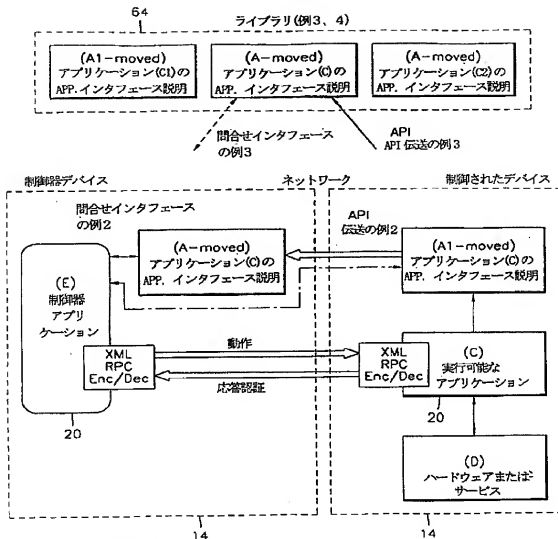 64
ライブラリ(例3、4)
(A1-moved)
アプリケーション(C1)の
APP.インタフェース説明
(A-moved)
アプリケーション(C)の
APP.インタフェース説明
(A-moved)
アプリケーション(C2)の
APP.インタフェース説明
問合せインタフェース
の例3
API
API 伝送の例3
制御器デバイス
ネットワーク
制御されたデバイス
問合せインタフェース
の例2
(A-moved)
アプリケーション(C)の
APP.インタフェース説明
API
伝送の例2
(A1-moved)
アプリケーション(C)の
APP.インタフェース説明
(E)
制御器
アプリ
ケーション
XML
RPC
Enc/Dec
動作
応答認証
XML
RPC
Enc/Dec
(C)
実行可能な
アプリケーション
20
20
(D)
ハードウェアまたは
サービス
14
14